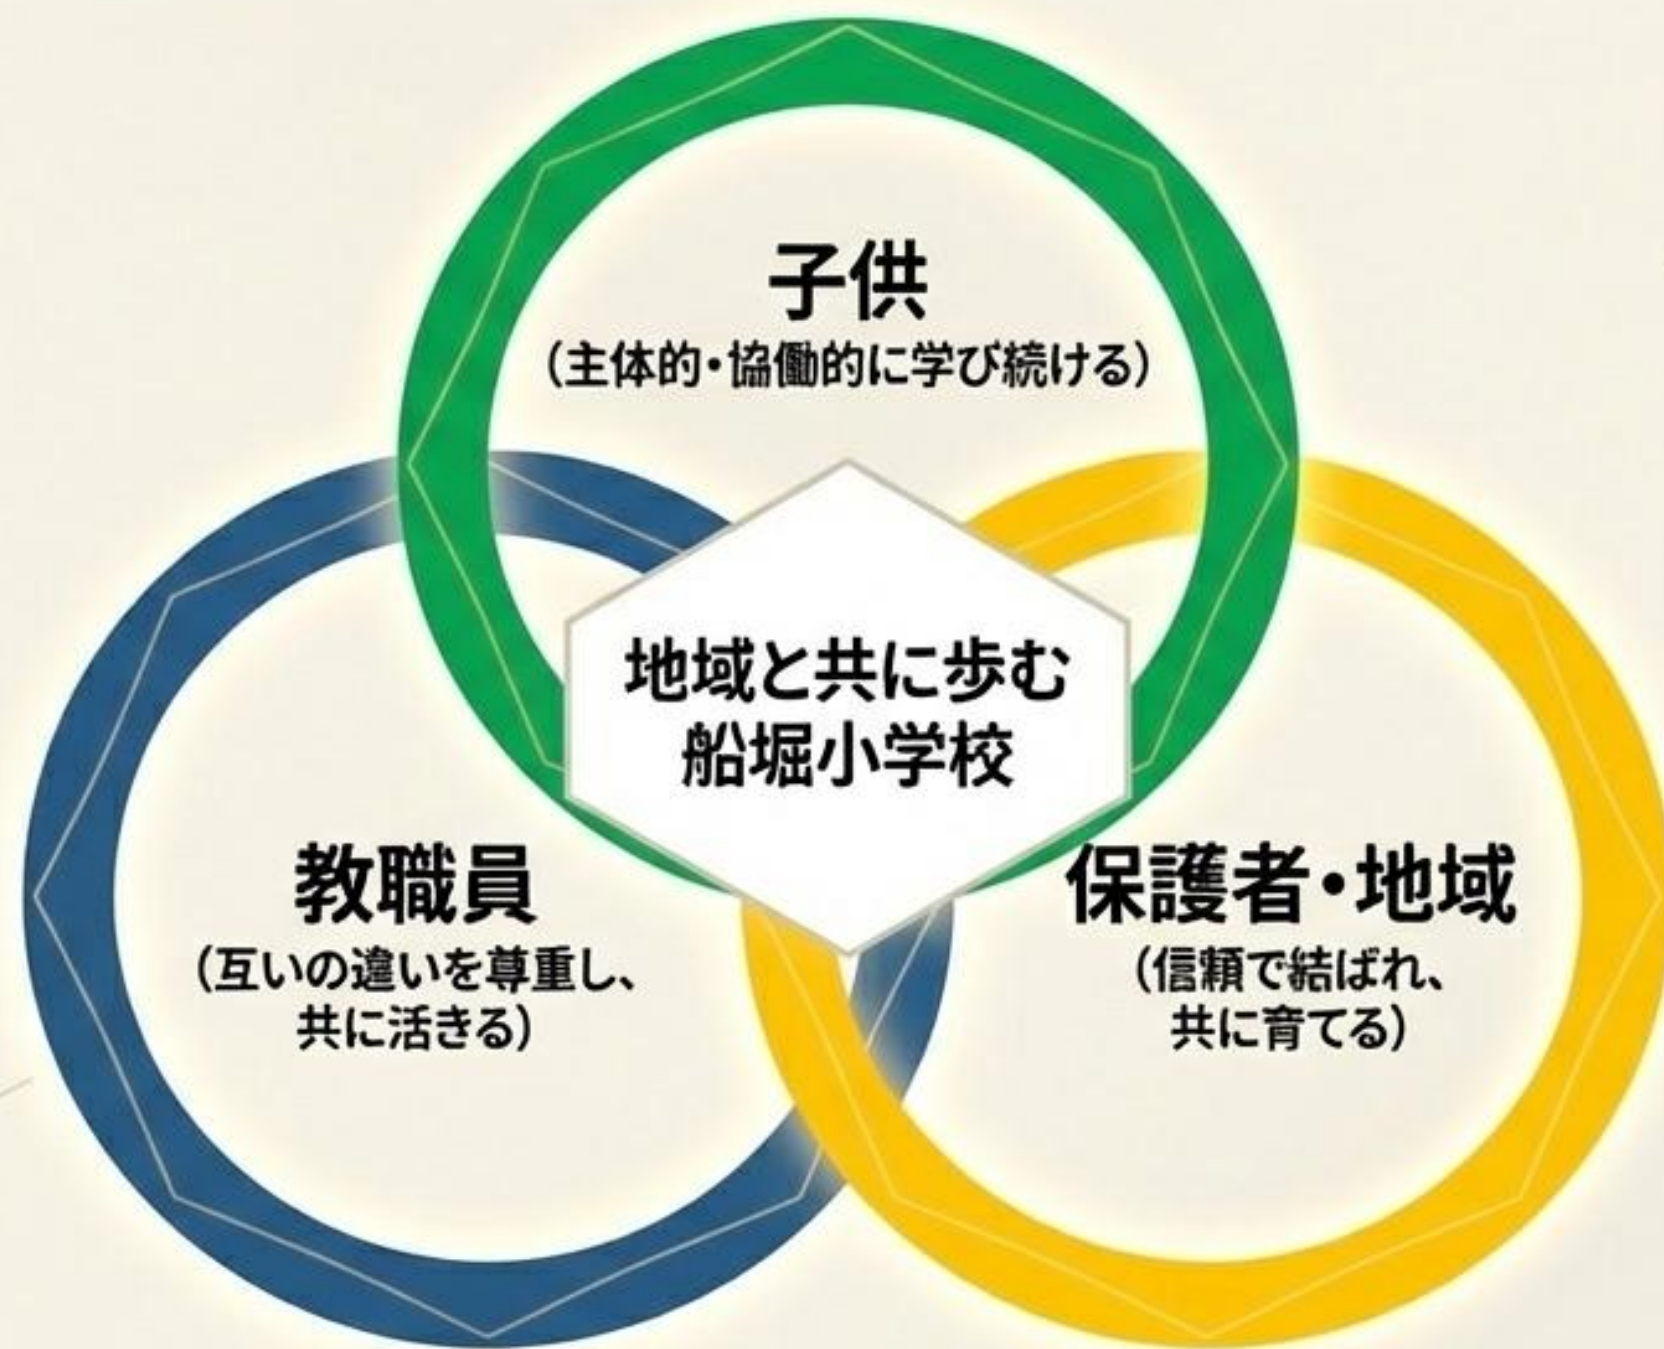 子供
（主体的・協働的に学び続ける）
地域と共に歩む
船堀小学校
教職員
（互いの違いを尊重し、
共に活きる）
保護者・地域
（信頼で結ばれ、
共に育てる）